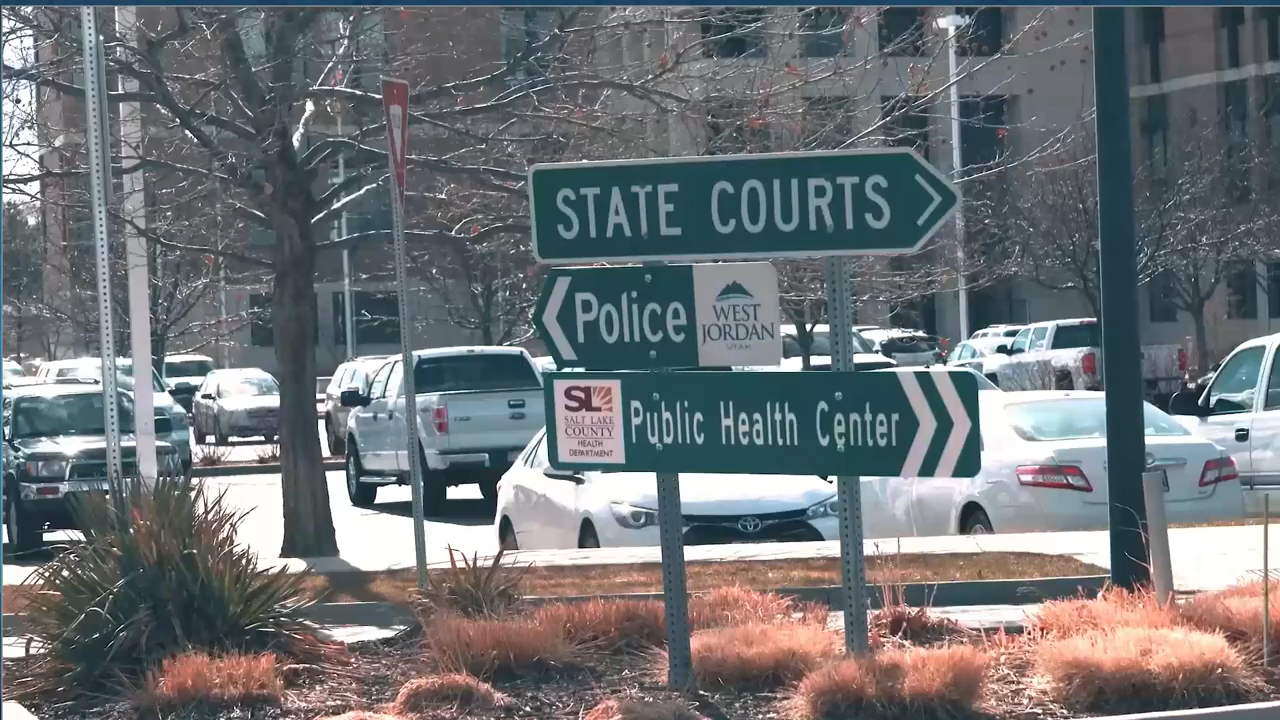 STATE COURTS
Police
WEST
JORDAN
UTAH
SL
SALT LAKE
COUNTY
HEALTH
DEPARTMENT
Public Health Center